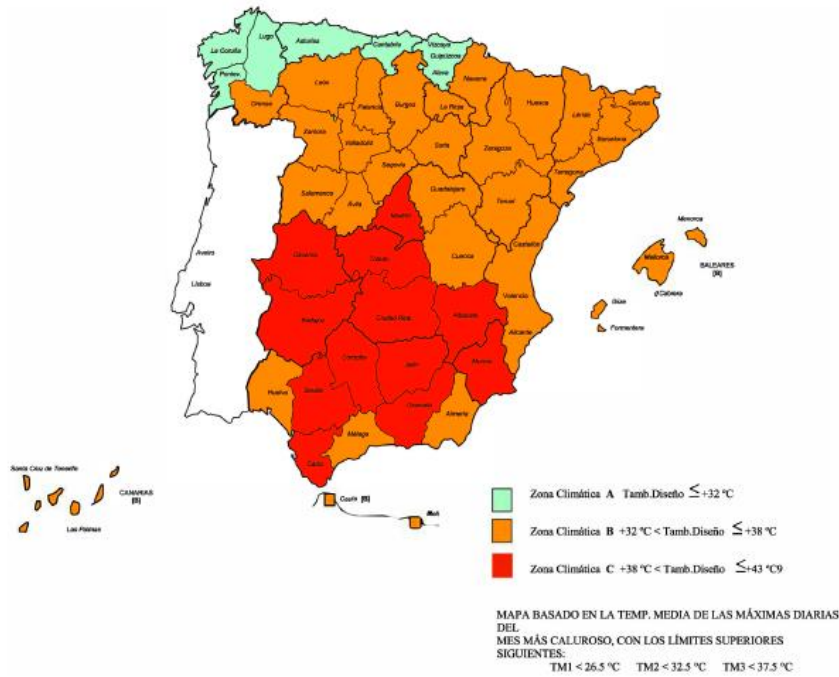 La Coruña
Lugo
Asturias
Cantabria
Vizcaya
Guipúzcoa
Alava
Pontev.
Orense
León
Palencia
Burgos
La Rioja
Navarra
Huesca
Lérida
Gerona
Barcelona
Zamora
Valladolid
Soria
Zaragoza
Tarragona
Segovia
Salamanca
Ávila
Guadalajara
Teruel
Madrid
Castellón
Menorca
Mallorca
BALEARES
[B]
Cabrera
Ibiza
Formentera
Aveiro
Lisboa
Cáceres
Toledo
Cuenca
Valencia
Badajoz
Ciudad Real
Albacete
Alicante
Huelva
Sevilla
Córdoba
Jaén
Murcia
Granada
Almería
Málaga
Cádiz
Ceuta [B]
Santa Cruz de Tenerife
CANARIAS
[B]
Las Palmas
Zona Climática A Tamb.Diseño ≤+32 ºC
Zona Climática B +32 ºC < Tamb.Diseño ≤+38 ºC
Zona Climática C +38 ºC < Tamb.Diseño ≤+43 ºC9
MAPA BASADO EN LA TEMP. MEDIA DE LAS MÁXIMAS DIARIAS
DEL
MES MÁS CALUROSO, CON LOS LÍMITES SUPERIORES
SIGUIENTES:
TM1 < 26.5 ºC TM2 < 32.5 ºC TM3 < 37.5 ºC